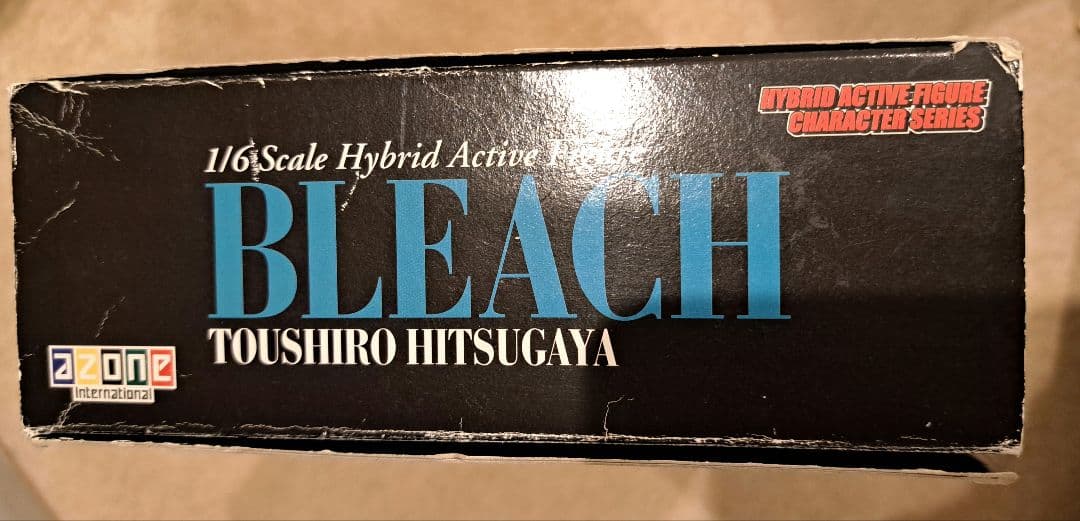 HYBRID ACTIVE FIGURE
CHARACTER SERIES
1/6 Scale Hybrid Active Figure
BLEACH
TOUSHIRO HITSUGAYA
azone
International